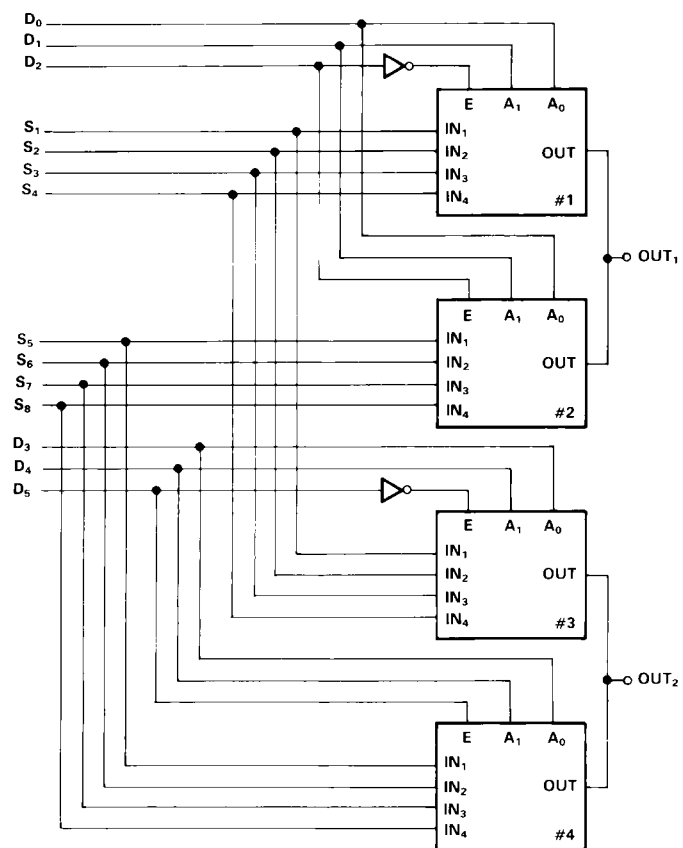 D₀
D₁
D₂
E A₁ A₀
S₁ IN₁
S₂ IN₂ OUT
S₃ IN₃
S₄ IN₄ #1
OUT₁
E A₁ A₀
S₅ IN₁
S₆ IN₂ OUT
S₇ IN₃
S₈ IN₄ #2
D₃
D₄
D₅
E A₁ A₀
IN₁
IN₂ OUT
IN₃
IN₄ #3
OUT₂
E A₁ A₀
IN₁
IN₂ OUT
IN₃
IN₄ #4